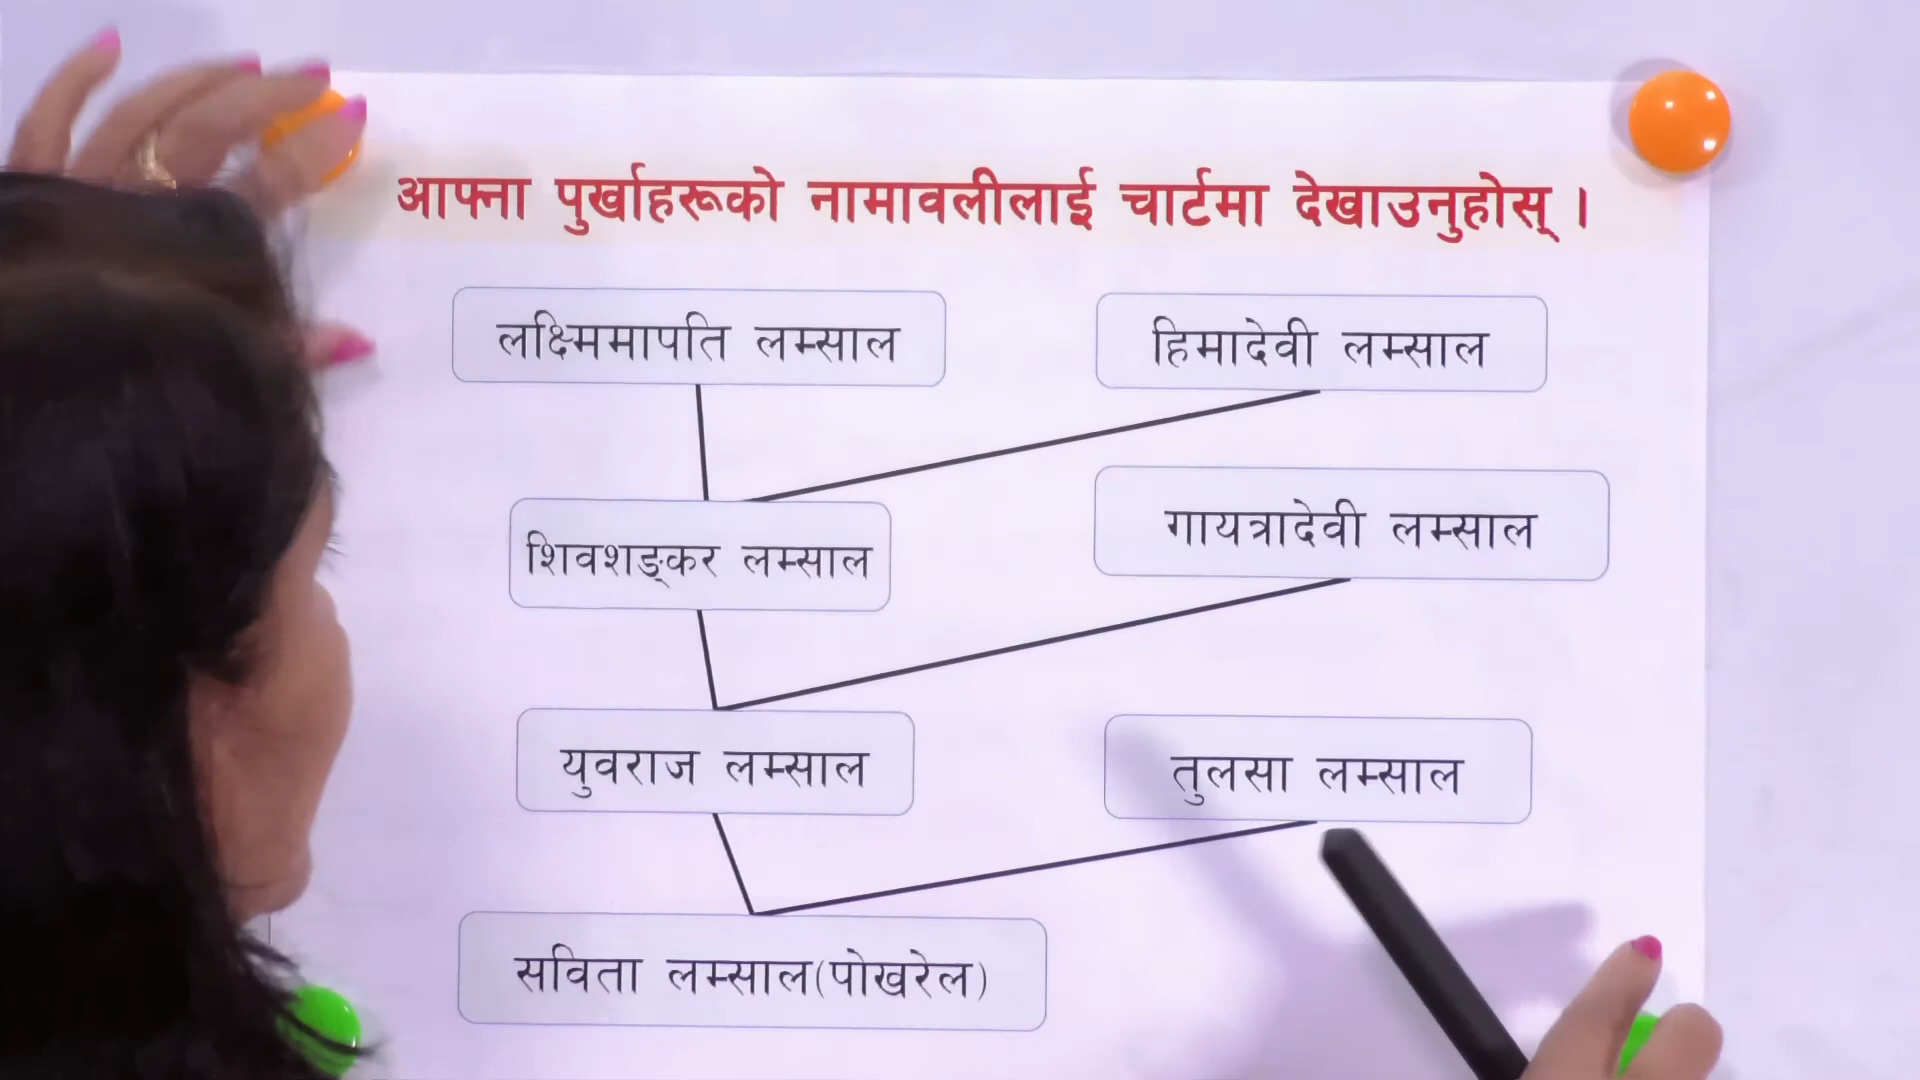 आफ्ना पुर्खाहरूको नामावलीलाई चार्टमा देखाउनुहोस् ।
लक्ष्मिमापति लम्साल
हिमादेवी लम्साल
शिवशङ्कर लम्साल
गायत्रादेवी लम्साल
युवराज लम्साल
तुलसा लम्साल
सविता लम्साल(पोखरेल)